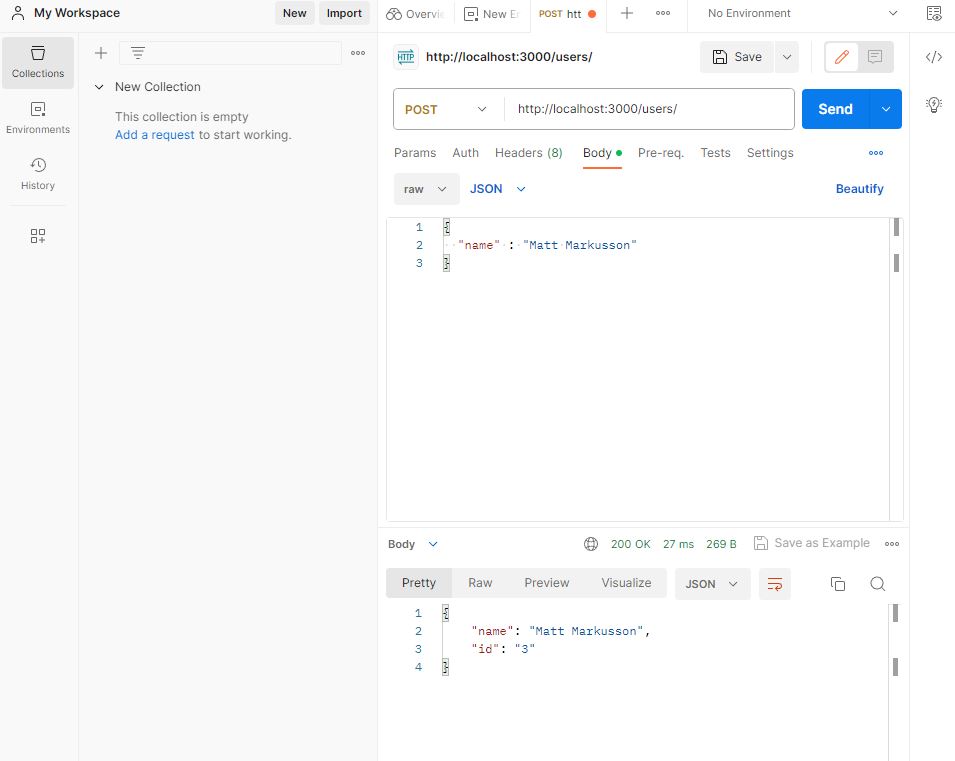 My Workspace New Import
Overvi New E POST htt No Environment
Collections
Environments
History
New Collection
This collection is empty
Add a request to start working.
HTTP http://localhost:3000/users/ Save
POST http://localhost:3000/users/ Send
Params Auth Headers (8) Body Pre-req. Tests Settings
raw JSON Beautify
1 {
2 "name" : "Matt Markusson"
3 }
Body 200 OK 27 ms 269 B Save as Example
Pretty Raw Preview Visualize JSON
1 {
2 "name": "Matt Markusson",
3 "id": "3"
4 }